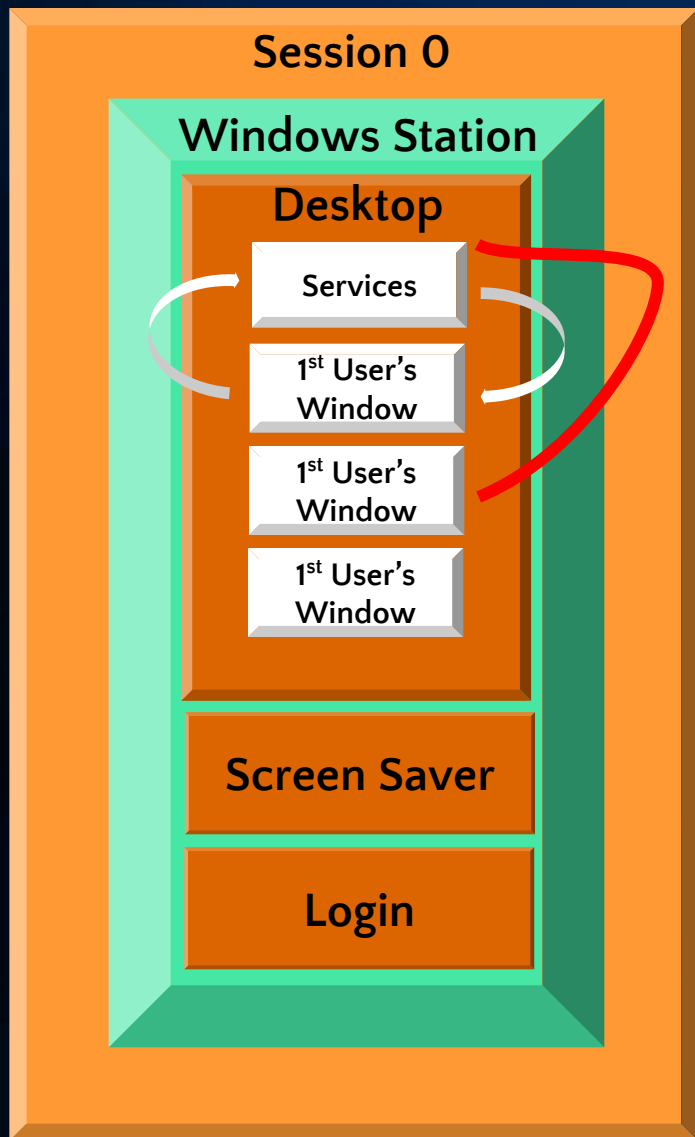 Session 0
Windows Station
Desktop
Services
1st User’s
Window
1st User’s
Window
1st User’s
Window
Screen Saver
Login